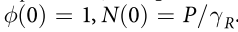 ϕ(0) = 1, N(0) = P/γ_R.